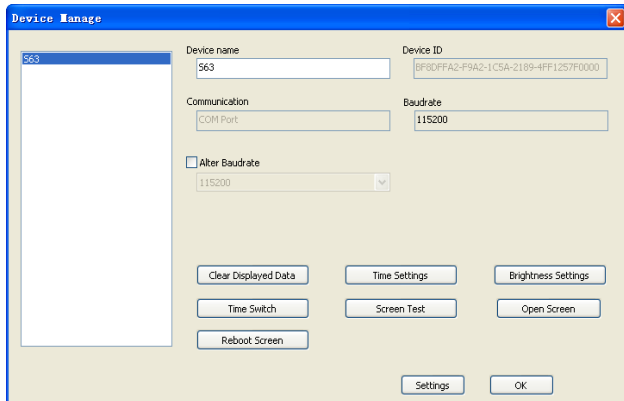 Device Manage
S63
Device name
Device ID
S63
BF8DFFA2-F9A2-1C5A-2189-4FF1257F0000
Communication
Baudrate
COM Port
115200
Alter Baudrate
115200
Clear Displayed Data
Time Settings
Brightness Settings
Time Switch
Screen Test
Open Screen
Reboot Screen
Settings
OK